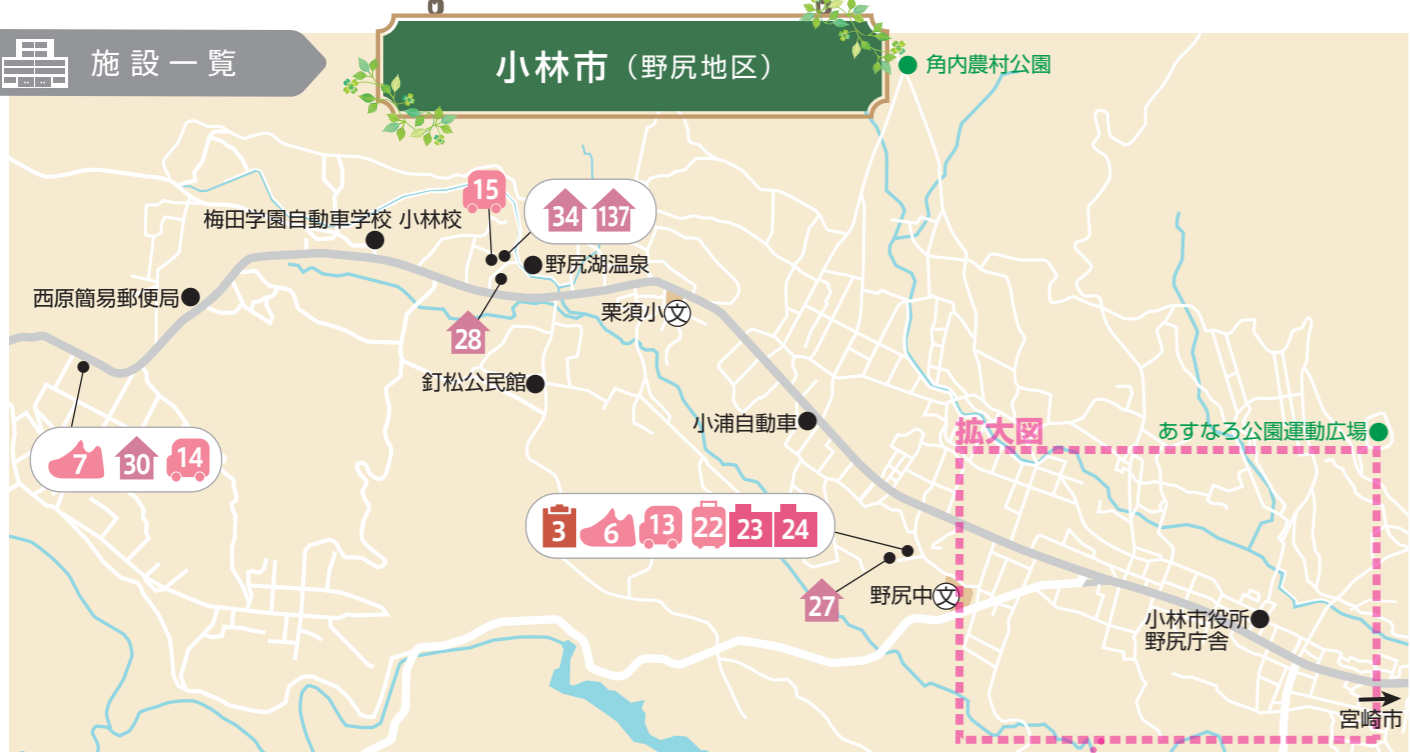 施設一覧
小林市（野尻地区）
角内農村公園
15
34 137
梅田学園自動車学校 小林校
野尻湖温泉
西原簡易郵便局
栗須小文
28
釘松公民館
小浦自動車
拡大図
あすなろ公園運動広場
7 30 14
3 6 13 22 23 24
27
野尻中文
小林市役所
野尻庁舎
宮崎市